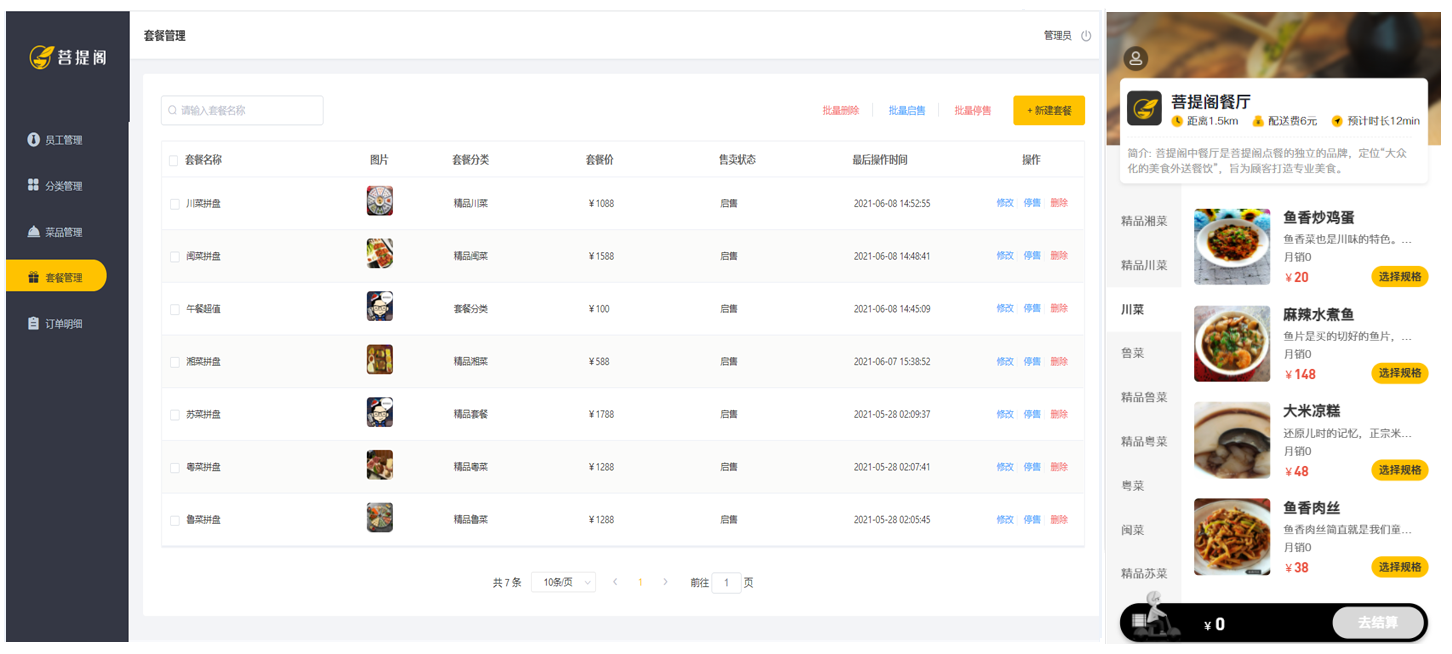 菩提阁
员工管理
分类管理
菜品管理
套餐管理
订单明细
套餐管理
管理员
请输入套餐名称
批量删除 批量启售 批量停售 + 新建套餐
套餐名称 图片 套餐分类 套餐价 售卖状态 最后操作时间 操作
川菜拼盘 精品川菜 ￥1088 启售 2021-06-08 14:52:55 修改 停售 删除
闽菜拼盘 精品闽菜 ￥1588 启售 2021-06-08 14:48:41 修改 停售 删除
午餐超值 套餐分类 ￥100 启售 2021-06-08 14:45:09 修改 停售 删除
湘菜拼盘 精品湘菜 ￥588 启售 2021-06-07 15:38:52 修改 停售 删除
苏菜拼盘 精品套餐 ￥1788 启售 2021-05-28 02:09:37 修改 停售 删除
粤菜拼盘 精品粤菜 ￥1288 启售 2021-05-28 02:07:41 修改 停售 删除
鲁菜拼盘 精品鲁菜 ￥1288 启售 2021-05-28 02:05:45 修改 停售 删除
共 7 条 10条/页 1 前往 1 页
菩提阁餐厅
距离1.5km 配送费6元 预计时长12min
简介: 菩提阁中餐厅是菩提阁点餐的独立的品牌，定位“大众
化的美食外送餐饮”，旨为顾客打造专业美食。
精品湘菜
精品川菜
川菜
鲁菜
精品鲁菜
精品粤菜
粤菜
闽菜
精品苏菜
鱼香炒鸡蛋
鱼香菜也是川味的特色。...
月销0
￥20 选择规格
麻辣水煮鱼
鱼片是买的切好的鱼片，...
月销0
￥148 选择规格
大米凉糕
还原儿时的记忆，正宗米...
月销0
￥48 选择规格
鱼香肉丝
鱼香肉丝简直就是我们童...
月销0
￥38 选择规格
￥0 去结算